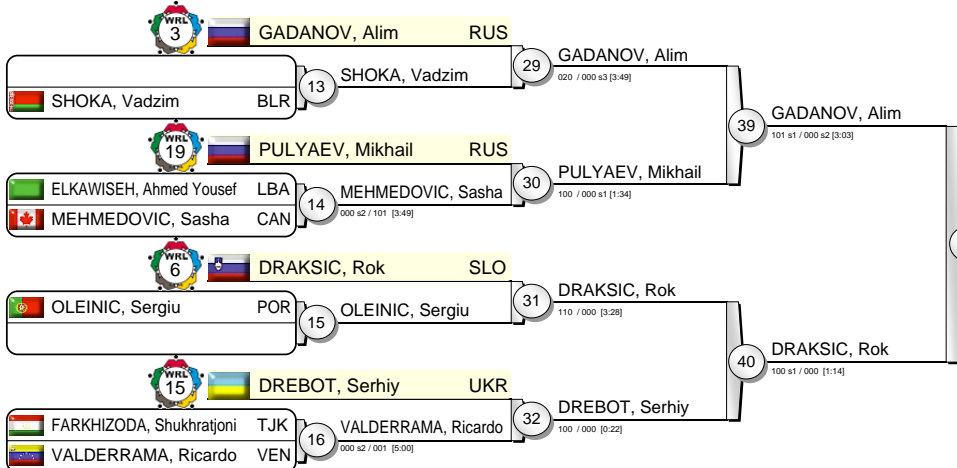 WRL
3
GADANOV, Alim RUS
SHOKA, Vadzim BLR
13
SHOKA, Vadzim
29
GADANOV, Alim
020 / 000 s3 [3:49]
WRL
19
PULYAEV, Mikhail RUS
ELKAWISEH, Ahmed Yousef LBA
MEHMEDOVIC, Sasha CAN
14
MEHMEDOVIC, Sasha
000 s2 / 101 [3:49]
30
PULYAEV, Mikhail
100 / 000 s1 [1:34]
39
GADANOV, Alim
101 s1 / 000 s2 [3:03]
WRL
6
DRAKSIC, Rok SLO
OLEINIC, Sergiu POR
15
OLEINIC, Sergiu
31
DRAKSIC, Rok
110 / 000 [3:28]
WRL
15
DREBOT, Serhiy UKR
FARKHIZODA, Shukhratjoni TJK
VALDERRAMA, Ricardo VEN
16
VALDERRAMA, Ricardo
000 s2 / 001 [5:00]
32
DREBOT, Serhiy
100 / 000 [0:22]
40
DRAKSIC, Rok
100 s1 / 000 [1:14]